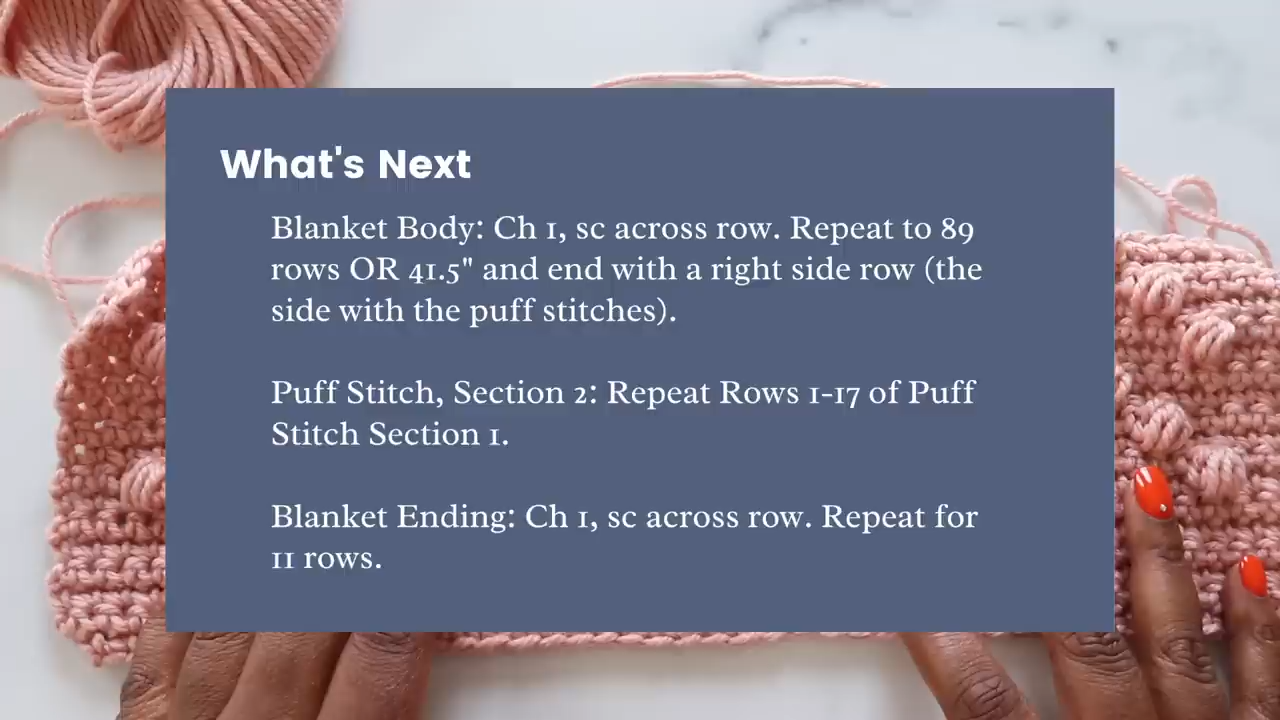 What's Next
Blanket Body: Ch 1, sc across row. Repeat to 89
rows OR 41.5" and end with a right side row (the
side with the puff stitches).
Puff Stitch, Section 2: Repeat Rows 1-17 of Puff
Stitch Section 1.
Blanket Ending: Ch 1, sc across row. Repeat for
11 rows.